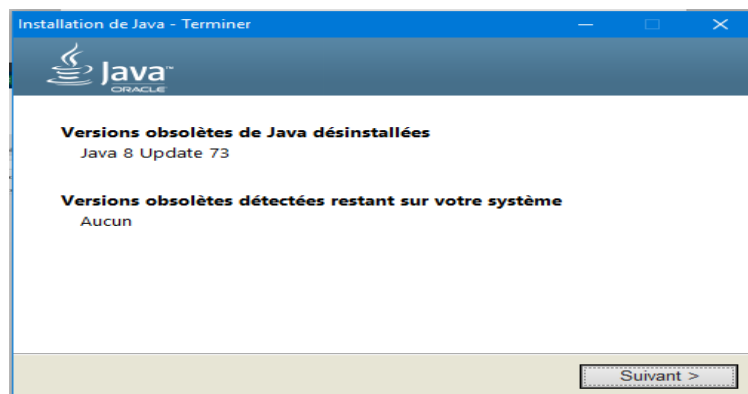 Installation de Java - Terminer
Java™
ORACLE
Versions obsolètes de Java désinstallées
Java 8 Update 73
Versions obsolètes détectées restant sur votre système
Aucun
Suivant >